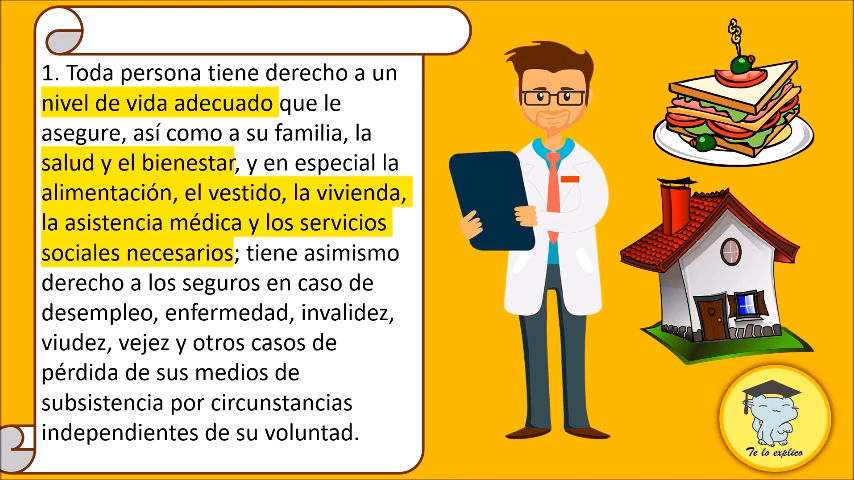 1. Toda persona tiene derecho a un
nivel de vida adecuado que le
asegure, así como a su familia, la
salud y el bienestar, y en especial la
alimentación, el vestido, la vivienda,
la asistencia médica y los servicios
sociales necesarios; tiene asimismo
derecho a los seguros en caso de
desempleo, enfermedad, invalidez,
viudez, vejez y otros casos de
pérdida de sus medios de
subsistencia por circunstancias
independientes de su voluntad.
Te lo explico